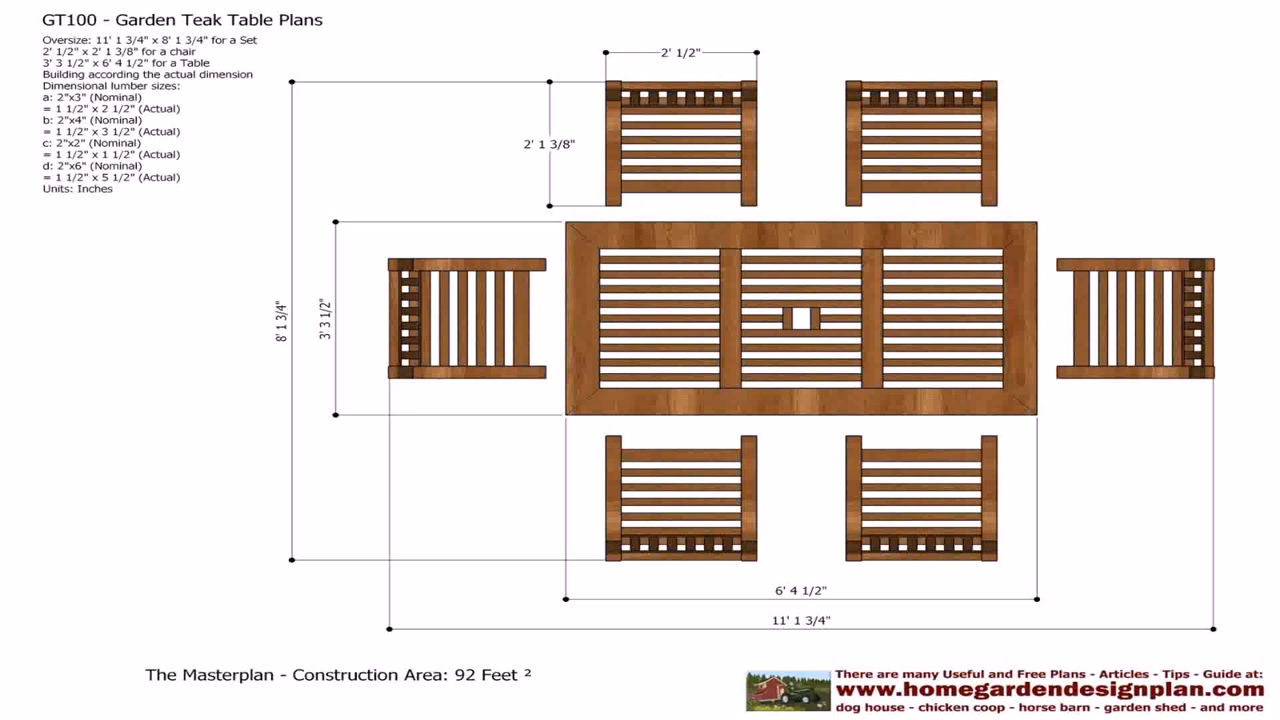 GT100 - Garden Teak Table Plans
Oversize: 11' 1 3/4" x 8' 1 3/4" for a Set
2' 1/2" x 2' 1 3/8" for a chair
3' 3 1/2" x 6' 4 1/2" for a Table
Building according the actual dimension
Dimensional lumber sizes:
a: 2"x3" (Nominal)
= 1 1/2" x 2 1/2" (Actual)
b: 2"x4" (Nominal)
= 1 1/2" x 3 1/2" (Actual)
c: 2"x2" (Nominal)
= 1 1/2" x 1 1/2" (Actual)
d: 2"x6" (Nominal)
= 1 1/2" x 5 1/2" (Actual)
Units: Inches
2' 1/2"
2' 1 3/8"
8' 1 3/4"
3' 3 1/2"
6' 4 1/2"
11' 1 3/4"
The Masterplan - Construction Area: 92 Feet ²
There are many Useful and Free Plans - Articles - Tips - Guide at:
www.homegardendesignplan.com
dog house - chicken coop - horse barn - garden shed - and more